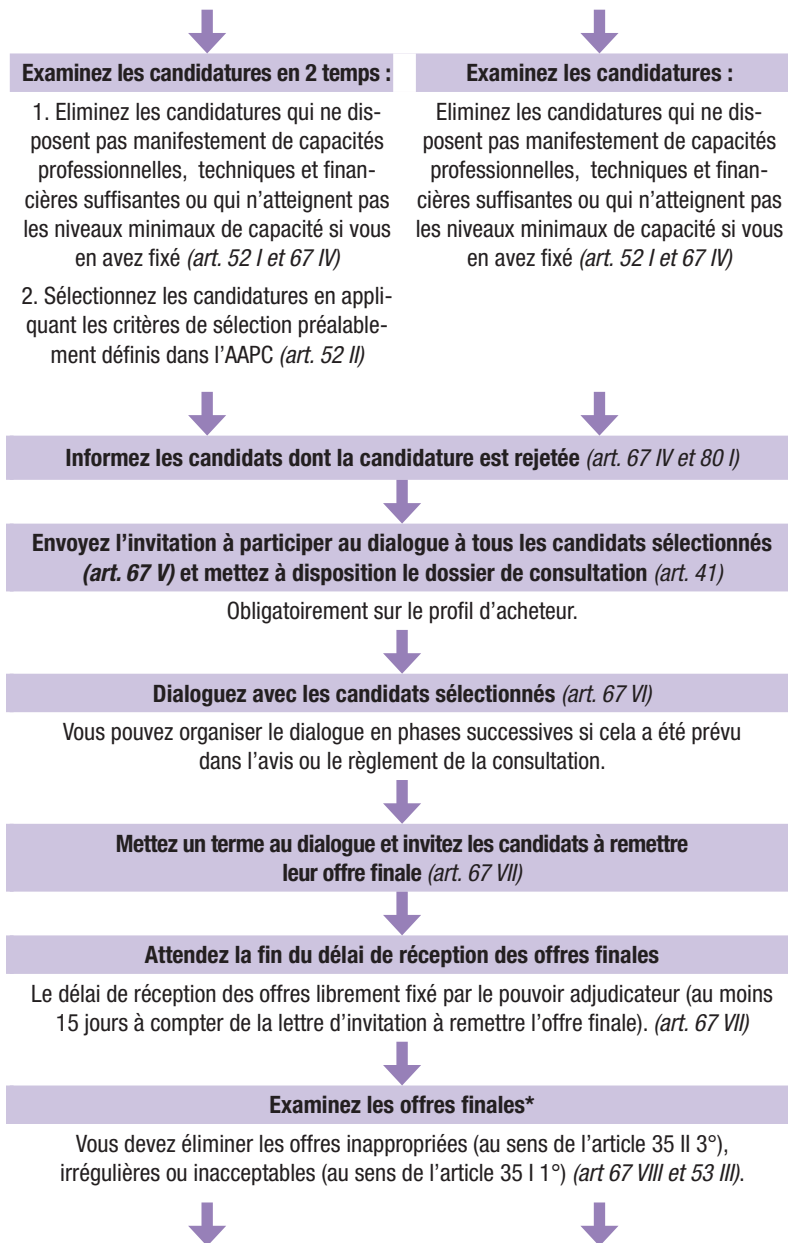 Examinez les candidatures en 2 temps :
1. Eliminez les candidatures qui ne dis-
posent pas manifestement de capacités
professionnelles, techniques et finan-
cières suffisantes ou qui n’atteignent pas
les niveaux minimaux de capacité si vous
en avez fixé (art. 52 I et 67 IV)
2. Sélectionnez les candidatures en appli-
quant les critères de sélection préalable-
ment définis dans l’AAPC (art. 52 II)
Examinez les candidatures :
Eliminez les candidatures qui ne dis-
posent pas manifestement de capacités
professionnelles, techniques et finan-
cières suffisantes ou qui n’atteignent pas
les niveaux minimaux de capacité si vous
en avez fixé (art. 52 I et 67 IV)
Informez les candidats dont la candidature est rejetée (art. 67 IV et 80 I)
Envoyez l’invitation à participer au dialogue à tous les candidats sélectionnés
(art. 67 V) et mettez à disposition le dossier de consultation (art. 41)
Obligatoirement sur le profil d’acheteur.
Dialoguez avec les candidats sélectionnés (art. 67 VI)
Vous pouvez organiser le dialogue en phases successives si cela a été prévu
dans l’avis ou le règlement de la consultation.
Mettez un terme au dialogue et invitez les candidats à remettre
leur offre finale (art. 67 VII)
Attendez la fin du délai de réception des offres finales
Le délai de réception des offres librement fixé par le pouvoir adjudicateur (au moins
15 jours à compter de la lettre d’invitation à remettre l’offre finale). (art. 67 VII)
Examinez les offres finales*
Vous devez éliminer les offres inappropriées (au sens de l’article 35 II 3°),
irrégulières ou inacceptables (au sens de l’article 35 I 1°) (art 67 VIII et 53 III).